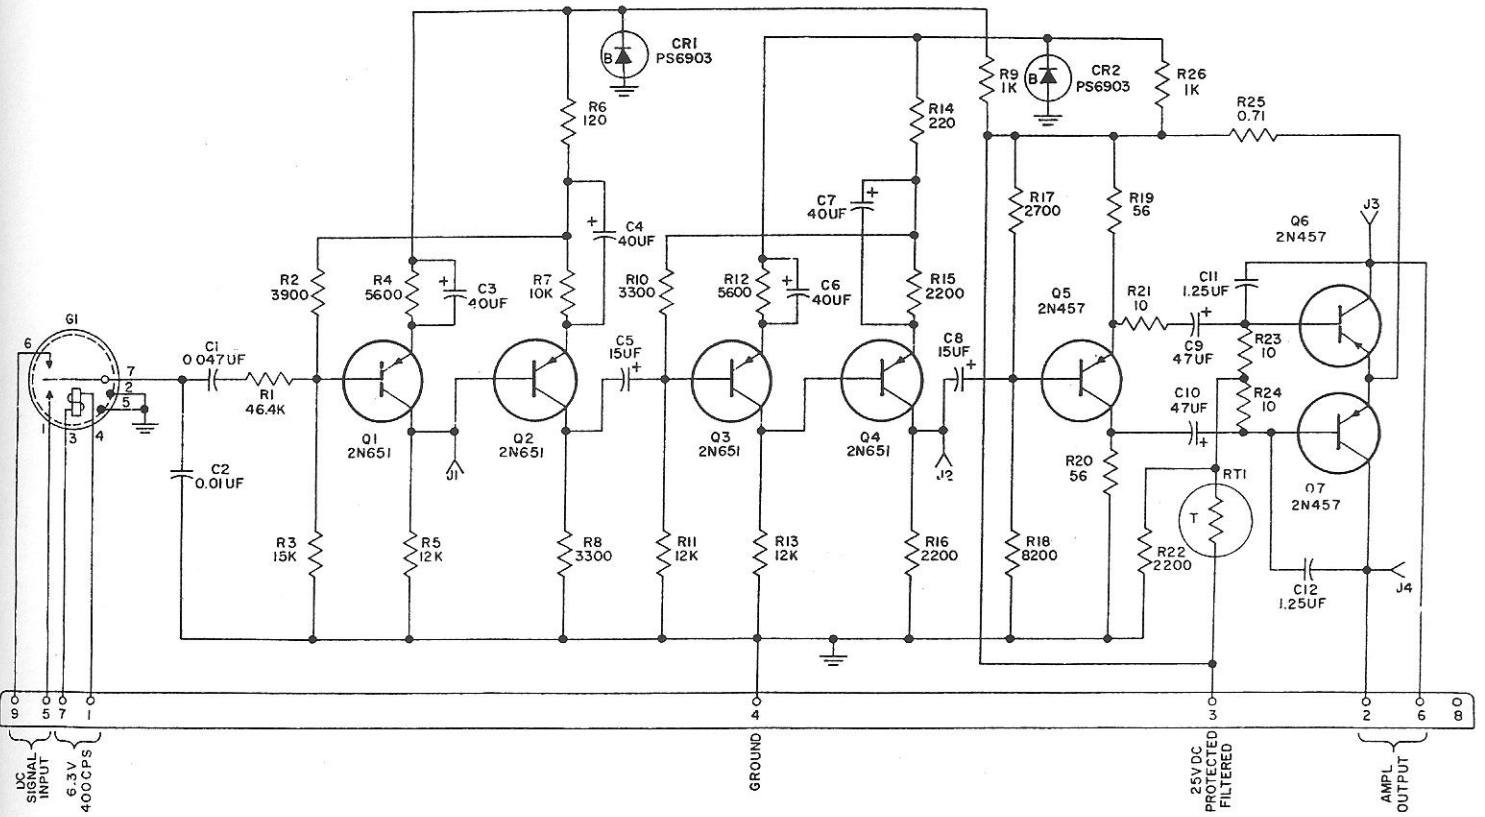 CR1
PS6903
B
R6
120
R9
1K
B
CR2
PS6903
R26
1K
R25
0.71
R14
220
C7
40UF
+
R17
2700
R19
56
J3
Q6
2N457
+
C4
40UF
R2
3900
R4
5600
+
C3
40UF
R7
10K
R10
3300
R12
5600
+
C6
40UF
R15
2200
Q5
2N457
R21
10
C11
1.25UF
G1
6
7
2
5
1
3
4
C1
0.047UF
R1
46.4K
C5
15UF
+
C8
15UF
+
+
C9
47UF
R23
10
R24
10
C10
47UF
+
Q1
2N651
Q2
2N651
Q3
2N651
Q4
2N651
J1
J2
C2
0.01UF
R20
56
RT1
T
Q7
2N457
R3
15K
R5
12K
R8
3300
R11
12K
R13
12K
R16
2200
R18
8200
R22
2200
C12
1.25UF
J4
9
5
7
1
4
3
2
6
8
DC
SIGNAL
INPUT
6.3V
400CPS
GROUND
25VDC
PROTECTED
FILTERED
AMPL
OUTPUT